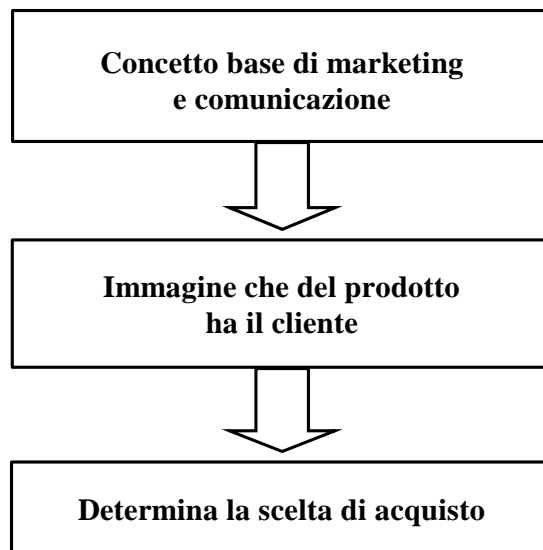 Concetto base di marketing
e comunicazione
Immagine che del prodotto
ha il cliente
Determina la scelta di acquisto